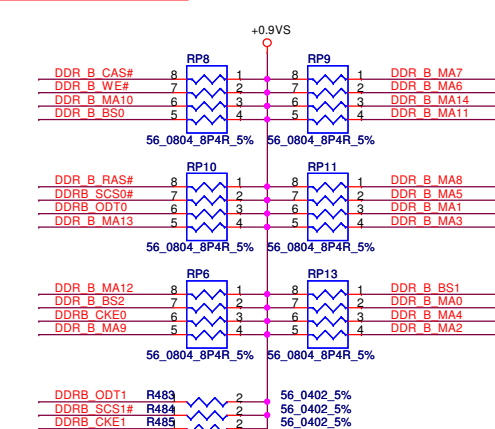 +0.9VS
RP8 RP9
DDR_B_CAS# 8 1 8 1 DDR_B_MA7
DDR_B_WE# 7 2 7 2 DDR_B_MA6
DDR_B_MA10 6 3 6 3 DDR_B_MA14
DDR_B_BS0 5 4 5 4 DDR_B_MA11
56_0804_8P4R_5% 56_0804_8P4R_5%
RP10 RP11
DDR_B_RAS# 8 1 8 1 DDR_B_MA8
DDRB_SCS0# 7 2 7 2 DDR_B_MA5
DDRB_ODT0 6 3 6 3 DDR_B_MA1
DDR_B_MA13 5 4 5 4 DDR_B_MA3
56_0804_8P4R_5% 56_0804_8P4R_5%
RP6 RP13
DDR_B_MA12 8 1 8 1 DDR_B_BS1
DDR_B_BS2 7 2 7 2 DDR_B_MA0
DDRB_CKE0 6 3 6 3 DDR_B_MA4
DDR_B_MA9 5 4 5 4 DDR_B_MA2
56_0804_8P4R_5% 56_0804_8P4R_5%
DDRB_ODT1 R483 1 2 56_0402_5%
DDRB_SCS1# R484 1 2 56_0402_5%
DDRB_CKE1 R485 1 2 56_0402_5%